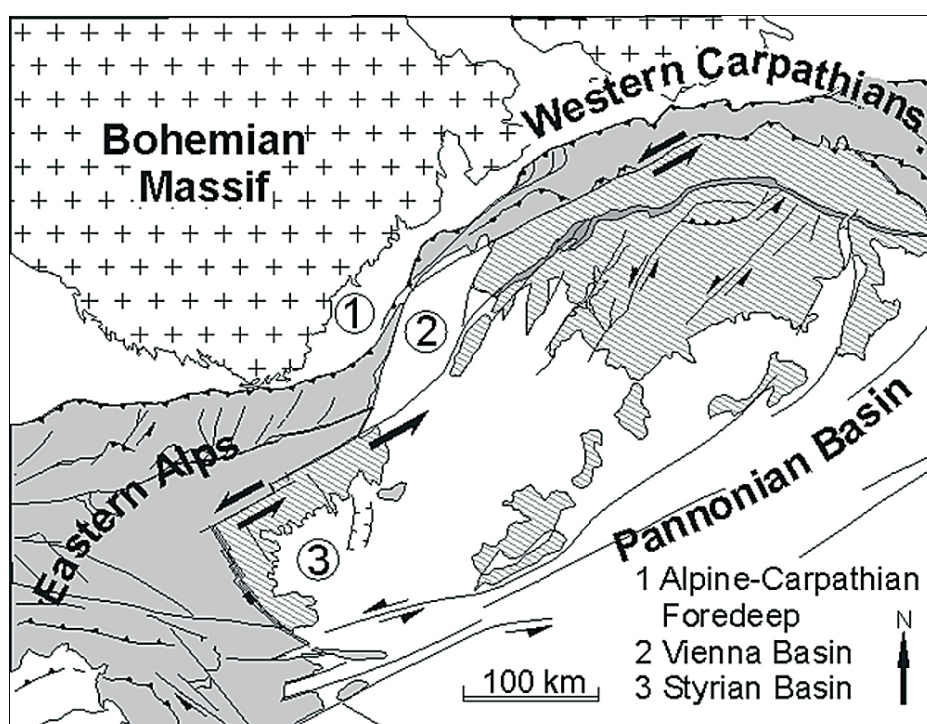 Western Carpathians
Bohemian
Massif
1
2
Eastern Alps
Pannonian Basin
3
1 Alpine-Carpathian
Foredeep
2 Vienna Basin
3 Styrian Basin
N
100 km